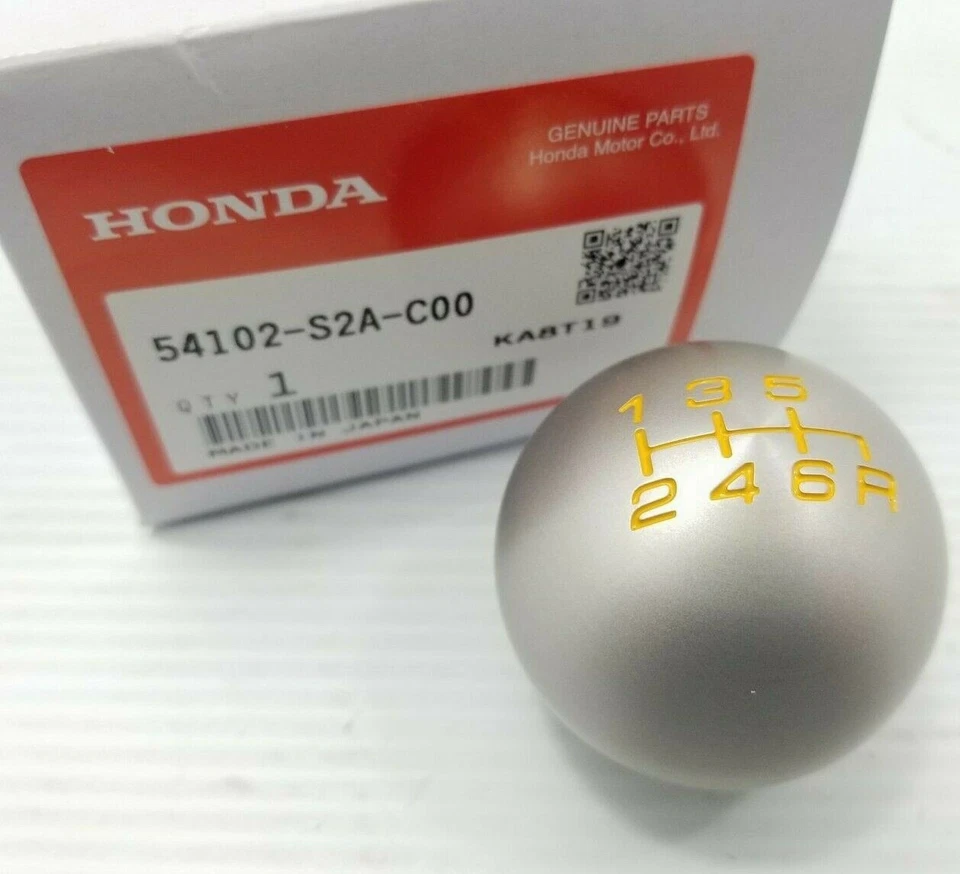 GENUINE PARTS
Honda Motor Co., Ltd.
HONDA
54102-S2A-C00
KA8T19
QTY 1
MADE IN JAPAN
1 3 5
2 4 6 R